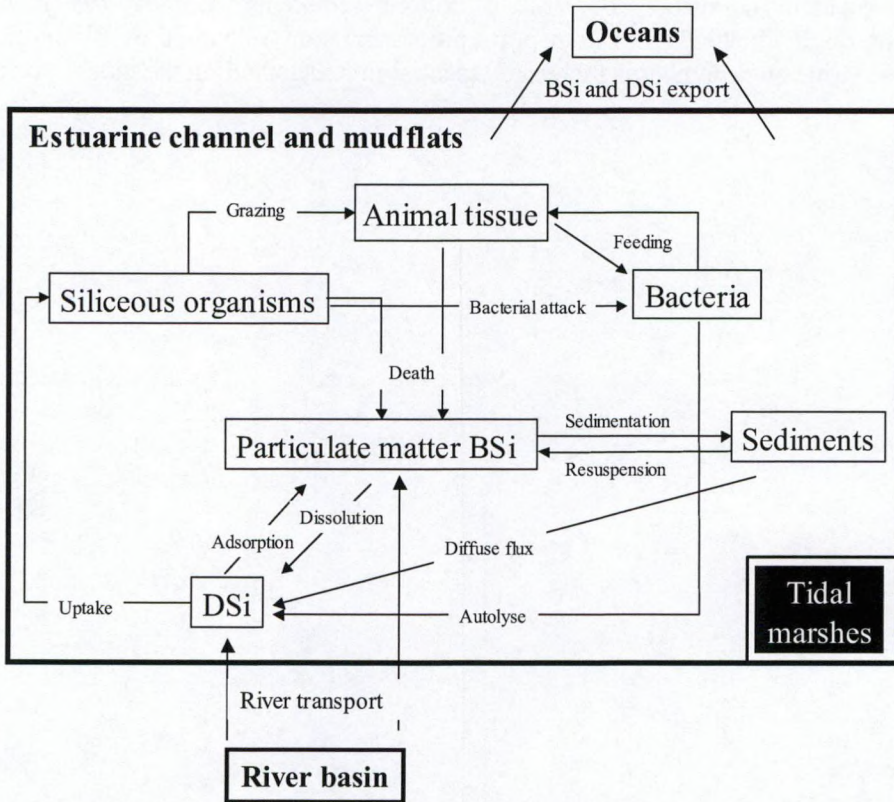 Oceans
BSi and DSi export
Estuarine channel and mudflats
Grazing
Animal tissue
Feeding
Siliceous organisms
Bacterial attack
Bacteria
Death
Sedimentation
Particulate matter BSi
Sediments
Resuspension
Dissolution
Adsorption
Diffuse flux
Uptake
DSi
Autolyse
Tidal
marshes
River transport
River basin